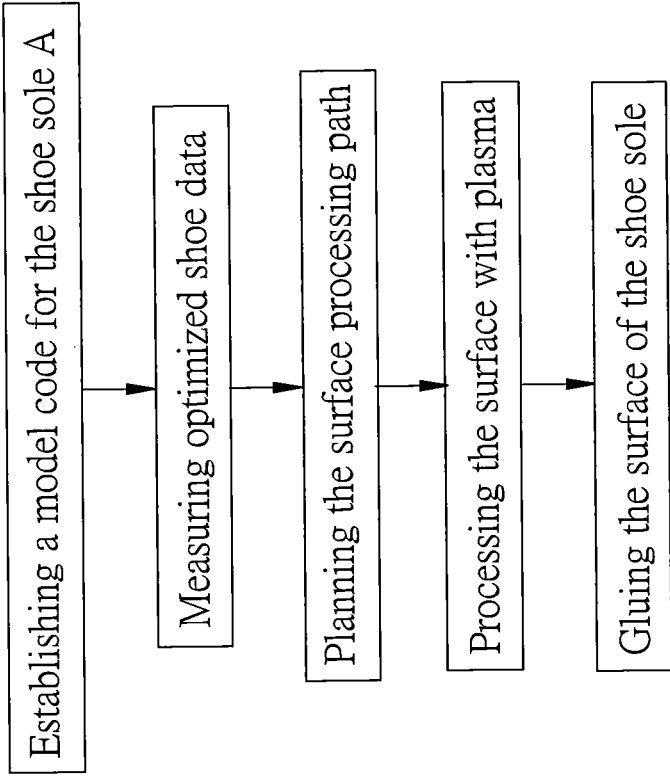 Establishing a model code for the shoe sole A
Measuring optimized shoe data
Planning the surface processing path
Processing the surface with plasma
Gluing the surface of the shoe sole